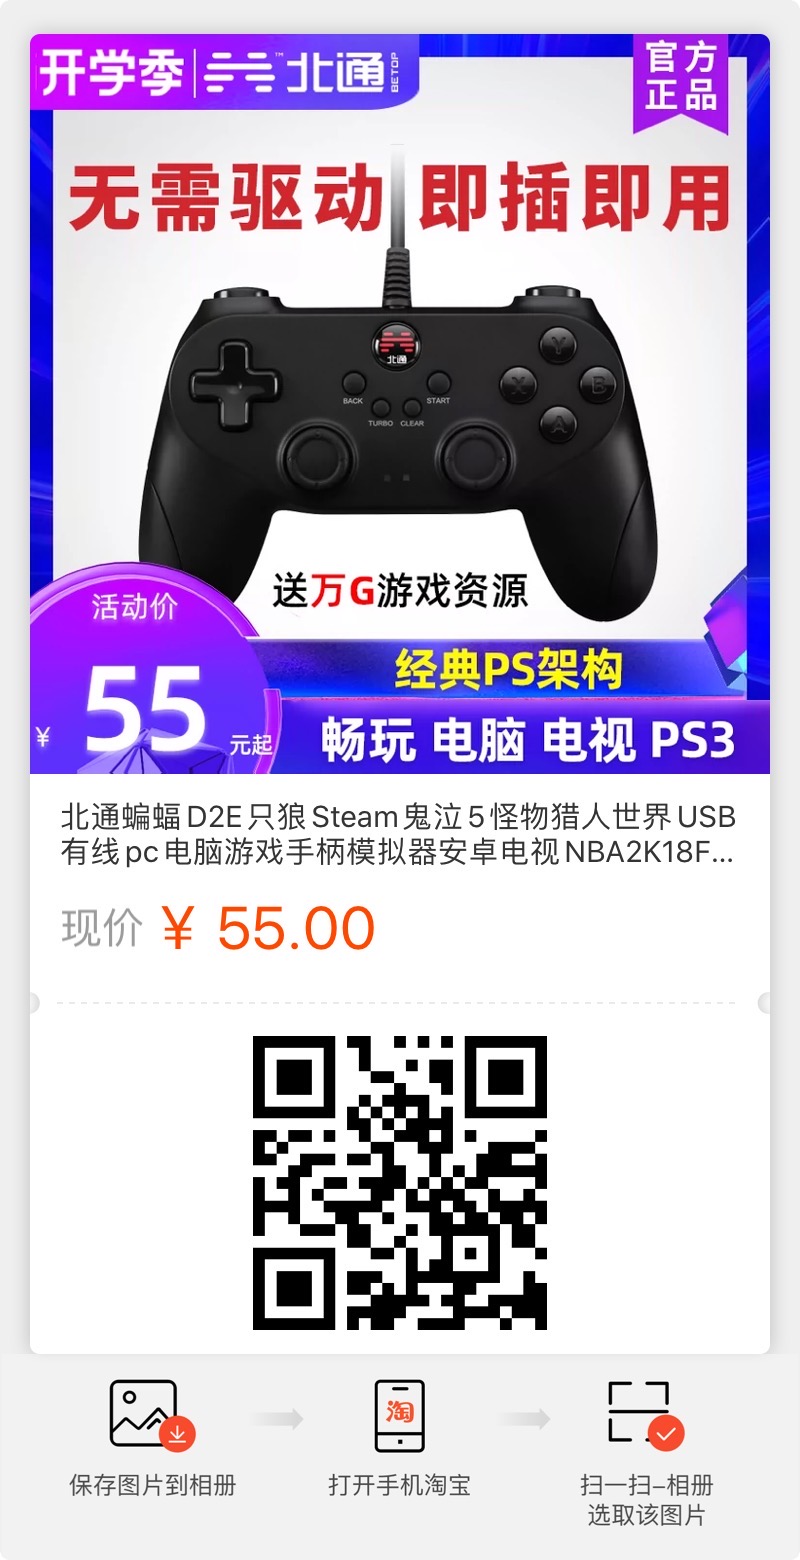 开学季 北通 BETOP
官方
正品
无需驱动 即插即用
北通
BACK START
TURBO CLEAR
Y
X B
A
送万G游戏资源
活动价
¥ 55 元起
经典PS架构
畅玩 电脑 电视 PS3
北通蝙蝠D2E只狼Steam鬼泣5怪物猎人世界USB
有线pc电脑游戏手柄模拟器安卓电视NBA2K18F...
现价 ¥ 55.00
淘
保存图片到相册 打开手机淘宝 扫一扫-相册
选取该图片